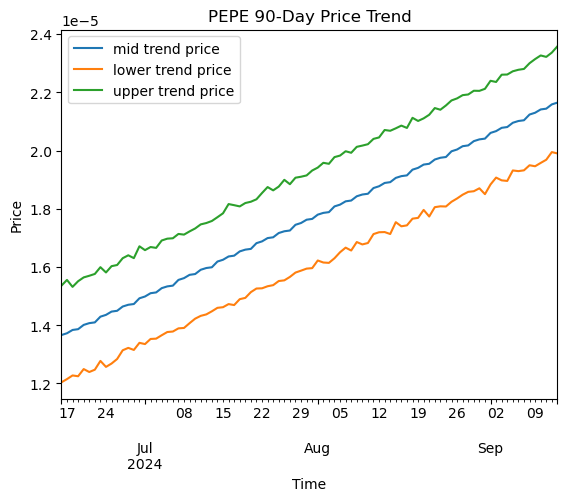 PEPE 90-Day Price Trend
1e−5
mid trend price
lower trend price
upper trend price
Price
2.4
2.2
2.0
1.8
1.6
1.4
1.2
17 24 08 15 22 29 05 12 19 26 02 09
Jul Aug Sep
2024
Time